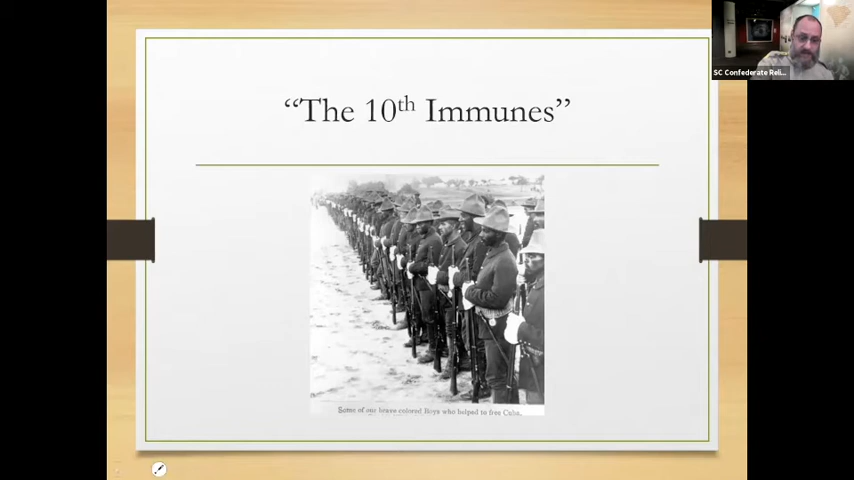 SC Confederate Reli...
“The 10th Immunes”
Some of our brave colored Boys who helped to free Cuba.